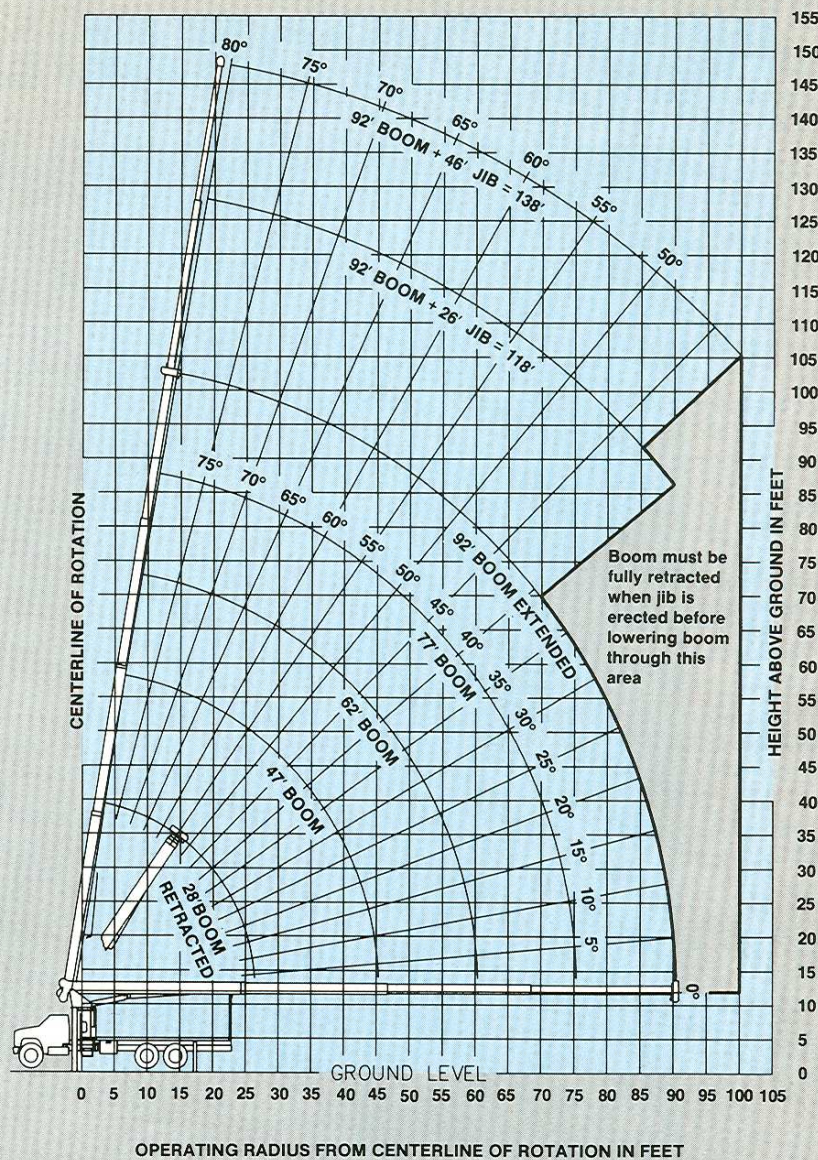 80°
75°
70°
65°
60°
55°
50°
92' BOOM + 46' JIB = 138'
92' BOOM + 26' JIB = 118'
75°
70°
65°
60°
55°
50°
45°
40°
35°
30°
25°
20°
15°
10°
5°
0°
92' BOOM EXTENDED
77' BOOM
62' BOOM
47' BOOM
28' BOOM
RETRACTED
Boom must be
fully retracted
when jib is
erected before
lowering boom
through this
area
CENTERLINE OF ROTATION
HEIGHT ABOVE GROUND IN FEET
155
150
145
140
135
130
125
120
115
110
105
100
95
90
85
80
75
70
65
60
55
50
45
40
35
30
25
20
15
10
5
0
GROUND LEVEL
0 5 10 15 20 25 30 35 40 45 50 55 60 65 70 75 80 85 90 95 100 105
OPERATING RADIUS FROM CENTERLINE OF ROTATION IN FEET